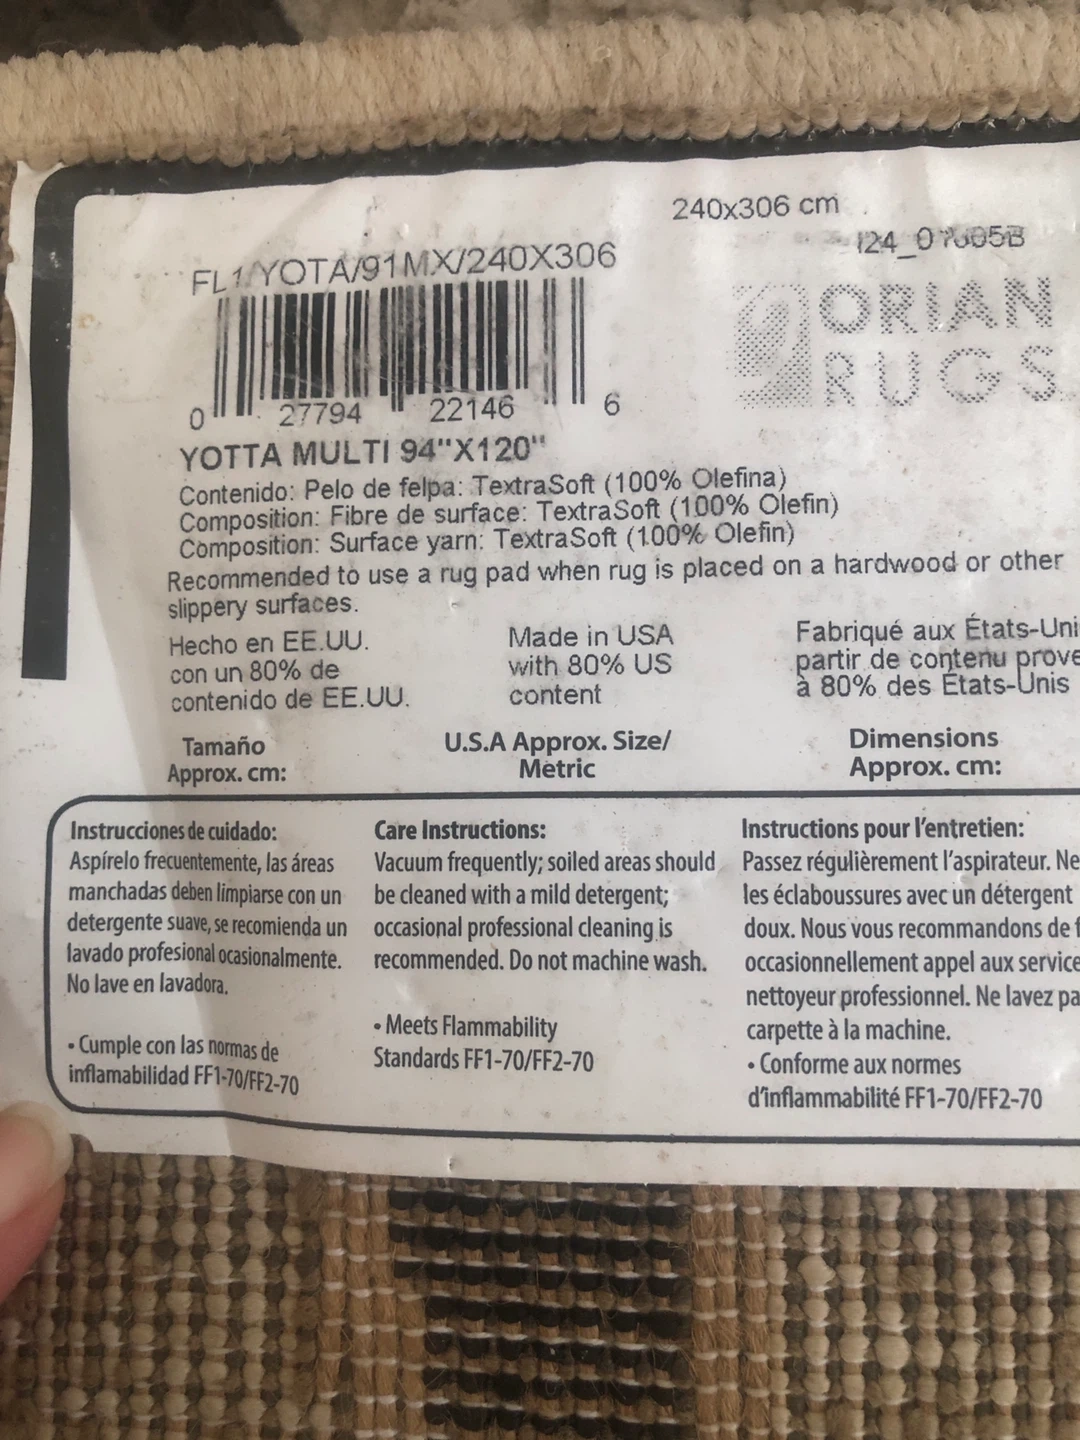 240x306 cm
FL1/YOTA/91MX/240X306
ORIAN
RUGS
0 27794 22146 6
YOTTA MULTI 94"X120"
Contenido: Pelo de felpa: TextraSoft (100% Olefina)
Composition: Fibre de surface: TextraSoft (100% Olefin)
Composition: Surface yarn: TextraSoft (100% Olefin)
Recommended to use a rug pad when rug is placed on a hardwood or other
slippery surfaces.
Hecho en EE.UU.
con un 80% de
contenido de EE.UU.
Made in USA
with 80% US
content
Fabriqué aux États-Uni
partir de contenu prove
à 80% des États-Unis
Tamaño
Approx. cm:
U.S.A Approx. Size/
Metric
Dimensions
Approx. cm:
Instrucciones de cuidado:
Aspírelo frecuentemente, las áreas
manchadas deben limpiarse con un
detergente suave, se recomienda un
lavado profesional ocasionalmente.
No lave en lavadora.
• Cumple con las normas de
inflamabilidad FF1-70/FF2-70
Care Instructions:
Vacuum frequently; soiled areas should
be cleaned with a mild detergent;
occasional professional cleaning is
recommended. Do not machine wash.
• Meets Flammability
Standards FF1-70/FF2-70
Instructions pour l'entretien:
Passez régulièrement l'aspirateur. Ne
les éclaboussures avec un détergent
doux. Nous vous recommandons de f
occasionnellement appel aux service
nettoyeur professionnel. Ne lavez pa
carpette à la machine.
• Conforme aux normes
d'inflammabilité FF1-70/FF2-70